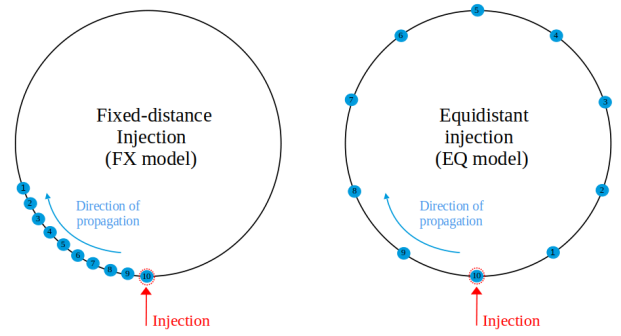 Fixed-distance
Injection
(FX model)
1
2
3
4
5
6
7
8
9
10
Direction of
propagation
Injection
Equidistant
injection
(EQ model)
5
6
4
7
3
8
2
9
1
10
Direction of
propagation
Injection